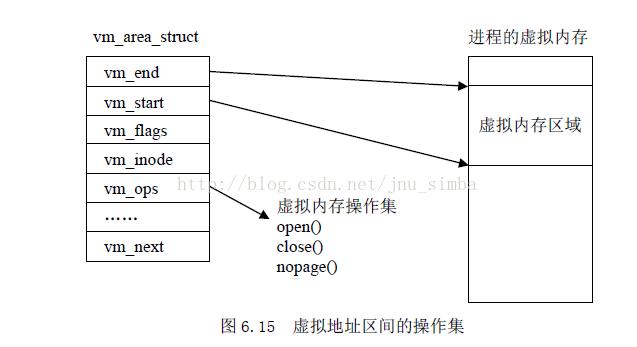 vm_area_struct
进程的虚拟内存
vm_end
vm_start
虚拟内存区域
vm_flags
vm_inode
vm_ops
http://blog.csdn.net/jnu_simba
……
虚拟内存操作集
open()
close()
vm_next
nopage()
图 6.15 虚拟地址区间的操作集